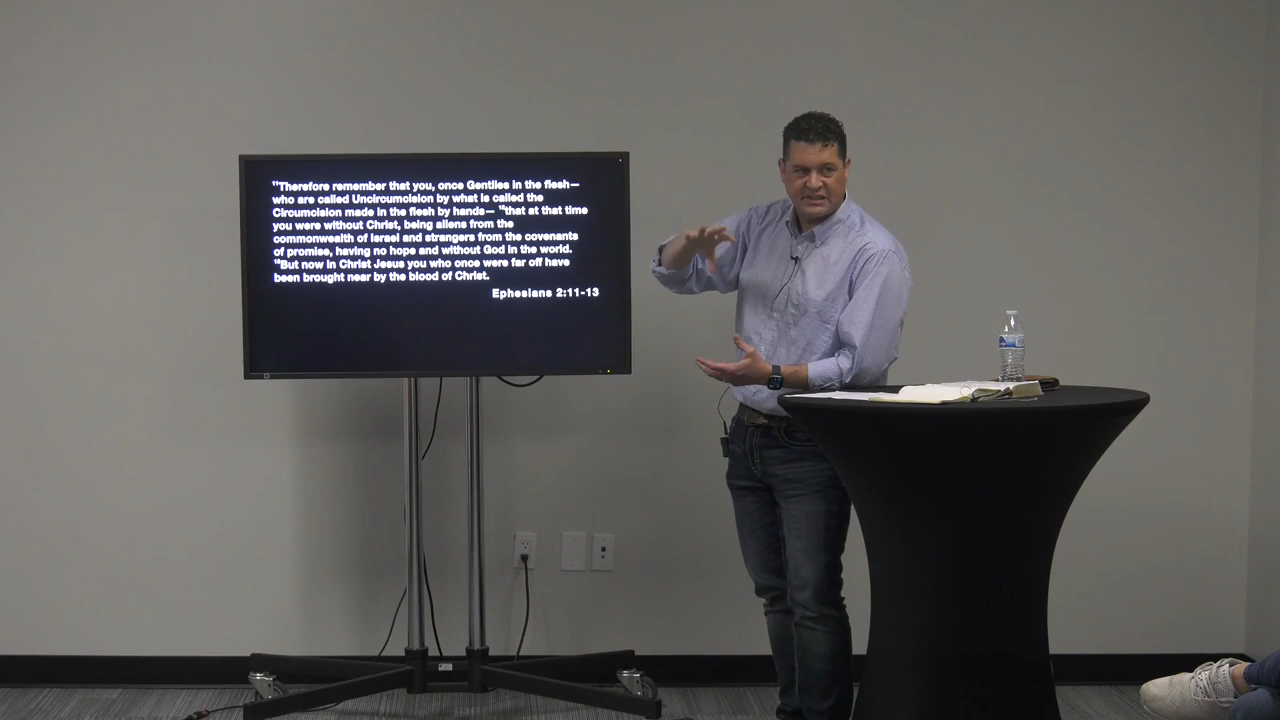 ¹¹Therefore remember that you, once Gentiles in the flesh—
who are called Uncircumcision by what is called the
Circumcision made in the flesh by hands— ¹²that at that time
you were without Christ, being aliens from the
commonwealth of Israel and strangers from the covenants
of promise, having no hope and without God in the world.
¹³But now in Christ Jesus you who once were far off have
been brought near by the blood of Christ.
Ephesians 2:11-13